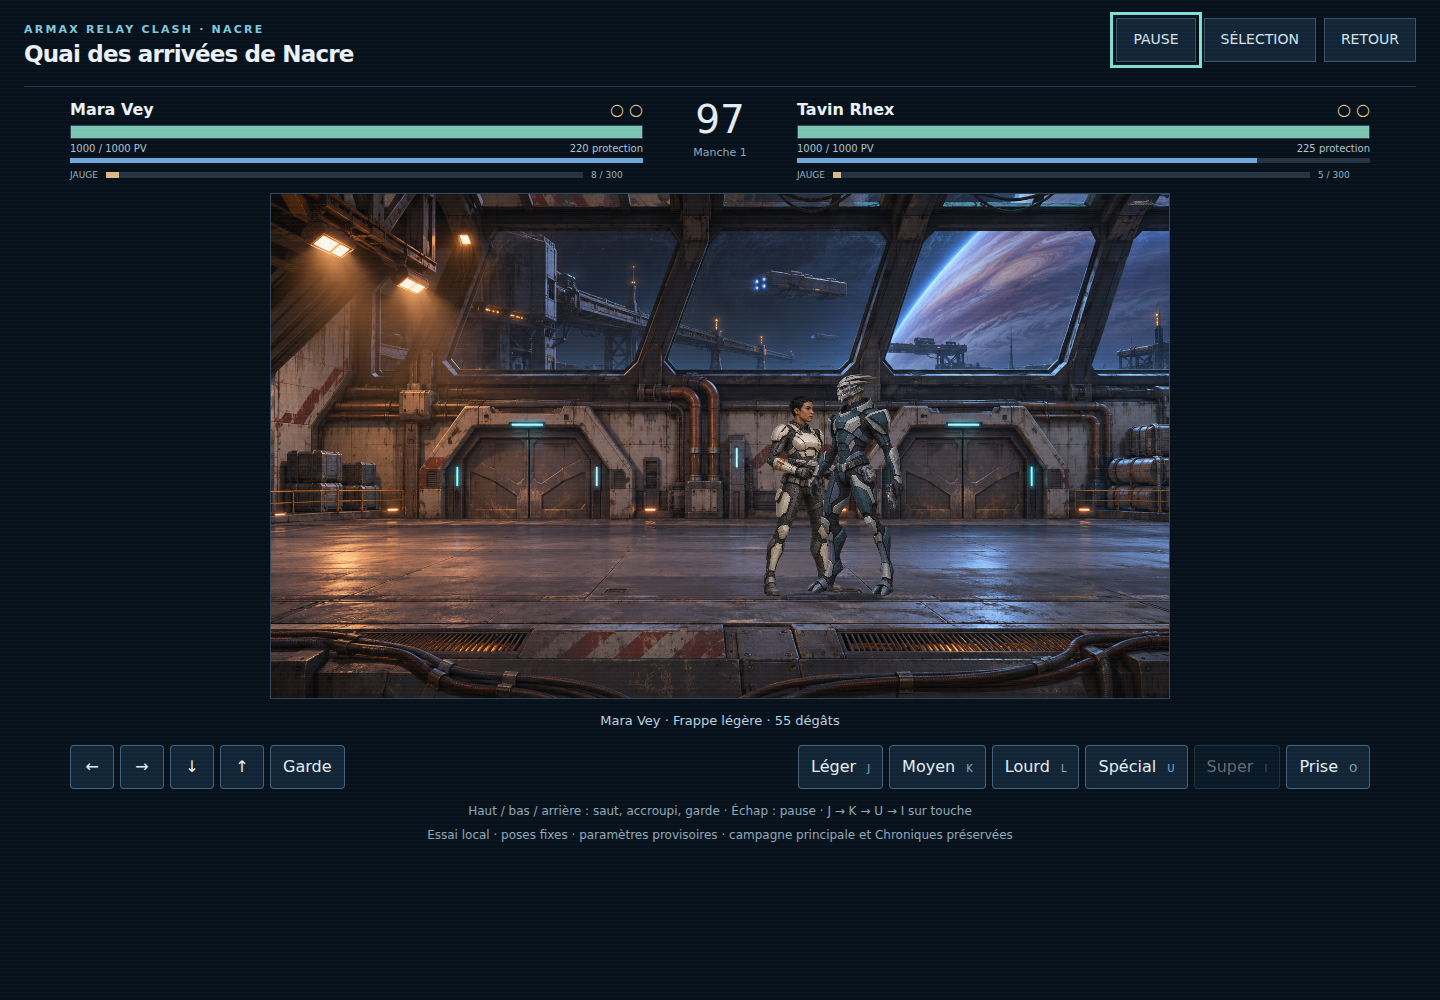 ARMAX RELAY CLASH · NACRE
Quai des arrivées de Nacre
PAUSE
SÉLECTION
RETOUR
Mara Vey
1000 / 1000 PV
220 protection
JAUGE
8 / 300
97
Manche 1
Tavin Rhex
1000 / 1000 PV
225 protection
JAUGE
5 / 300
Mara Vey · Frappe légère · 55 dégâts
← → ↓ ↑ Garde
Léger J
Moyen K
Lourd L
Spécial U
Super I
Prise O
Haut / bas / arrière : saut, accroupi, garde · Échap : pause · J → K → U → I sur touche
Essai local · poses fixes · paramètres provisoires · campagne principale et Chroniques préservées